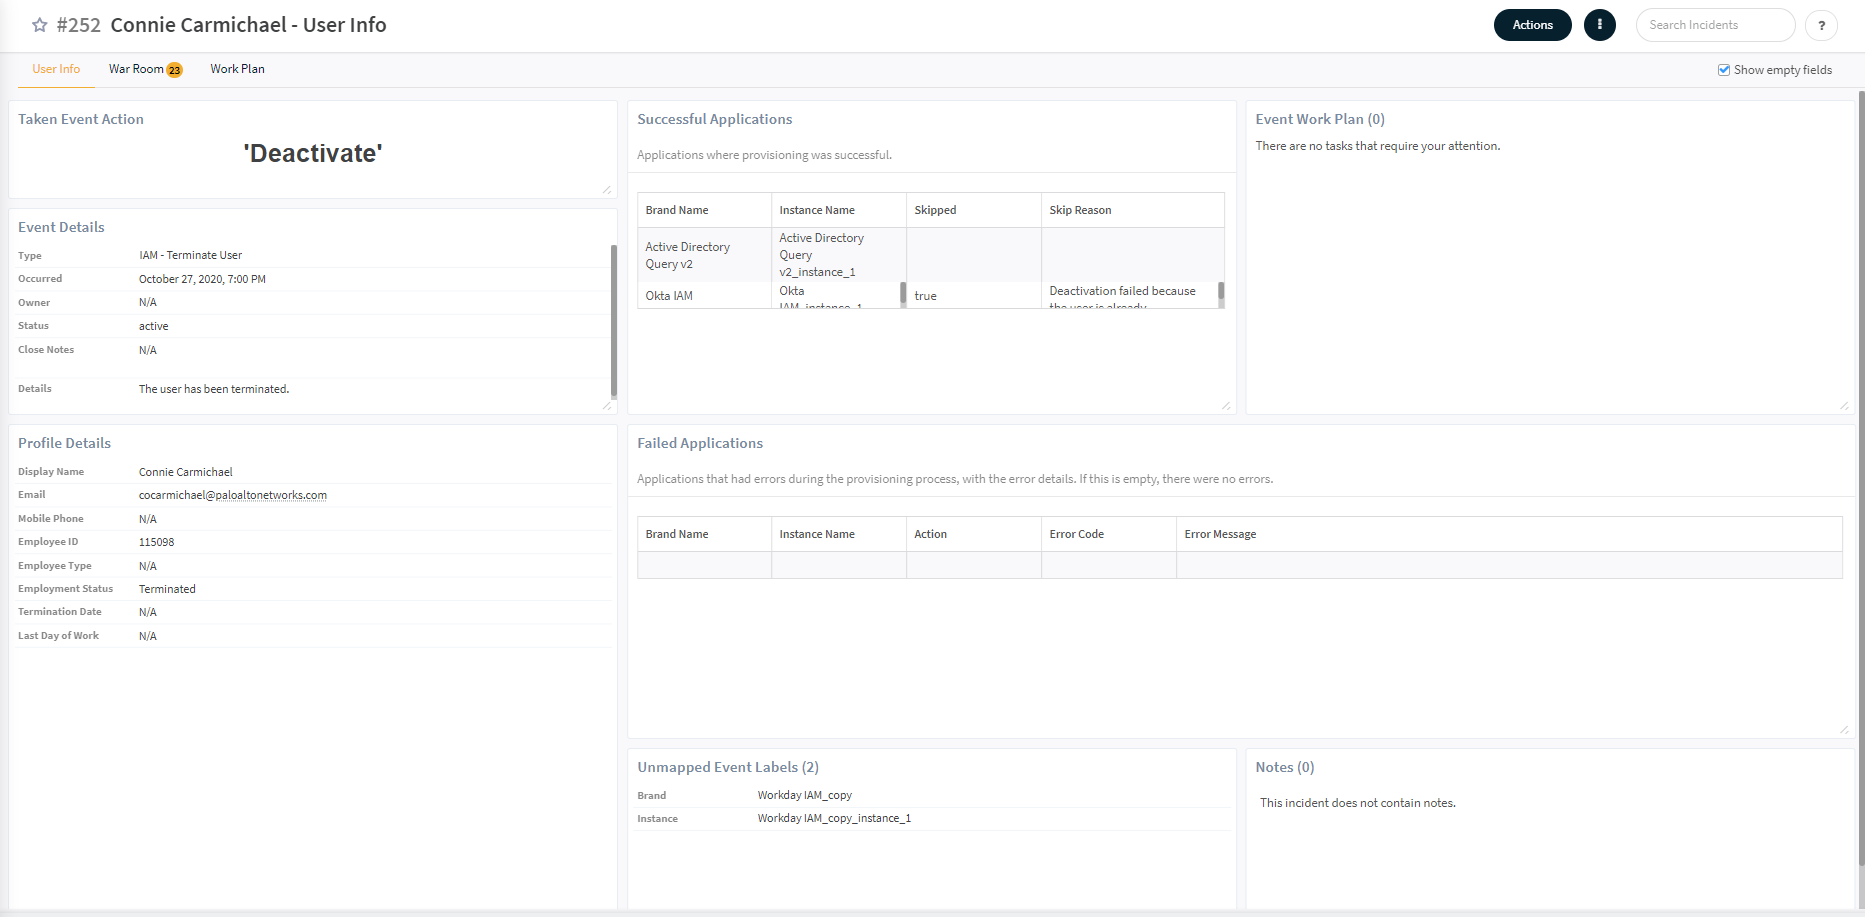 #252 Connie Carmichael - User Info
Actions
Search Incidents
?
User Info
War Room 23
Work Plan
Show empty fields
Taken Event Action
'Deactivate'
Event Details
Type IAM - Terminate User
Occurred October 27, 2020, 7:00 PM
Owner N/A
Status active
Close Notes N/A
Details The user has been terminated.
Successful Applications
Applications where provisioning was successful.
Brand Name Instance Name Skipped Skip Reason
Active Directory
Query v2
Active Directory
Query
v2_instance_1
Okta IAM
Okta
IAM_instance_1
true
Deactivation failed because
the user is already
Event Work Plan (0)
There are no tasks that require your attention.
Profile Details
Display Name Connie Carmichael
Email cocarmichael@paloaltonetworks.com
Mobile Phone N/A
Employee ID 115098
Employee Type N/A
Employment Status Terminated
Termination Date N/A
Last Day of Work N/A
Failed Applications
Applications that had errors during the provisioning process, with the error details. If this is empty, there were no errors.
Brand Name Instance Name Action Error Code Error Message
Unmapped Event Labels (2)
Brand Workday IAM_copy
Instance Workday IAM_copy_instance_1
Notes (0)
This incident does not contain notes.